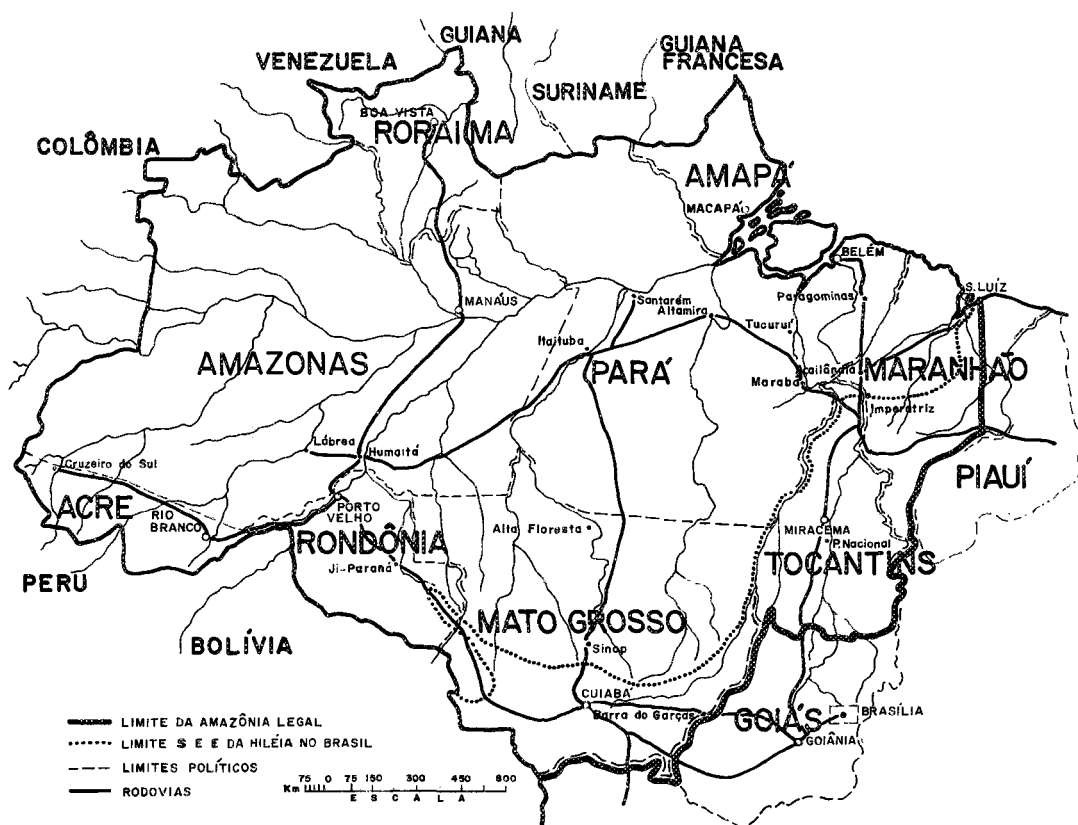 GUIANA
GUIANA
FRANCESA
VENEZUELA
SURINAME
BOA VISTA
RORAIMA
COLÔMBIA
AMAPÁ
MACAPÁ
BELÉM
S. LUÍZ
MANAUS
Santarém
Altamira
Paragominas
Tucuruí
Itaituba
AMAZONAS
PARÁ
Marabá
MARANHÃO
Imperatriz
Lábrea
Humaitá
Cruzeiro do Sul
PIAUÍ
ACRE
RIO
BRANCO
PORTO
VELHO
Alta Floresta
MIRACEMA
P. Nacional
RONDÔNIA
TOCANTINS
Ji-Paraná
PERU
MATO GROSSO
BOLÍVIA
Sinop
CUIABÁ
Barra do Garças
GOIÁS
BRASÍLIA
GOIÂNIA
LIMITE DA AMAZÔNIA LEGAL
LIMITE S E E DA HILÉIA NO BRASIL
LIMITES POLÍTICOS
RODOVIAS
75 0 75 150 300 450 600
Km
ESCALA